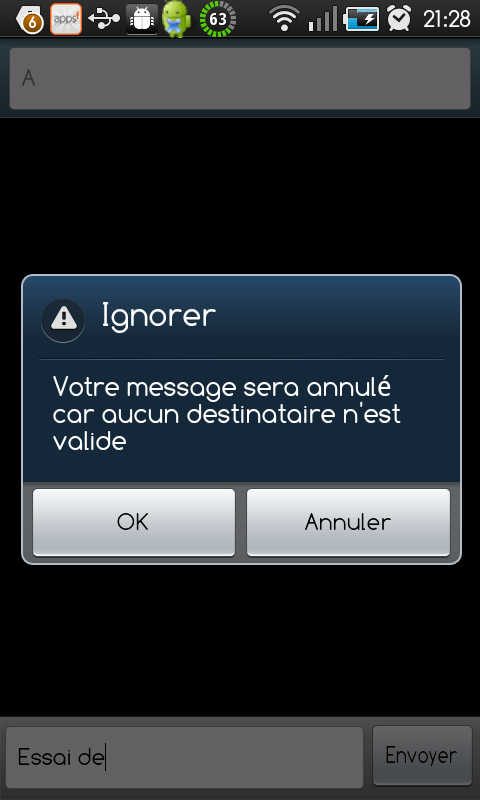 6 appsf 63 21:28
A
Ignorer
Votre message sera annulé
car aucun destinataire n'est
valide
OK Annuler
Essai de Envoyer